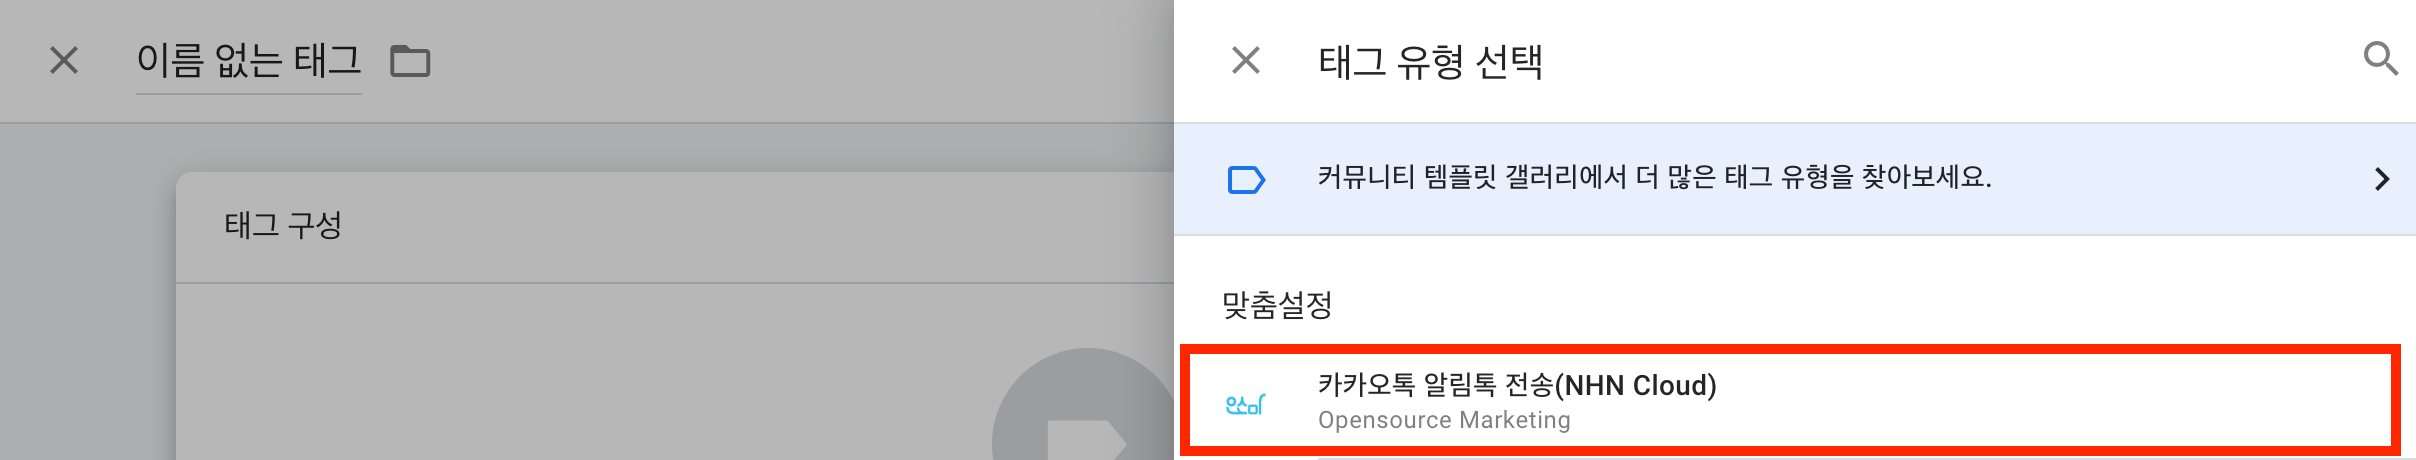 이름 없는 태그
태그 유형 선택
커뮤니티 템플릿 갤러리에서 더 많은 태그 유형을 찾아보세요.
태그 구성
맞춤설정
카카오톡 알림톡 전송(NHN Cloud)
Opensource Marketing